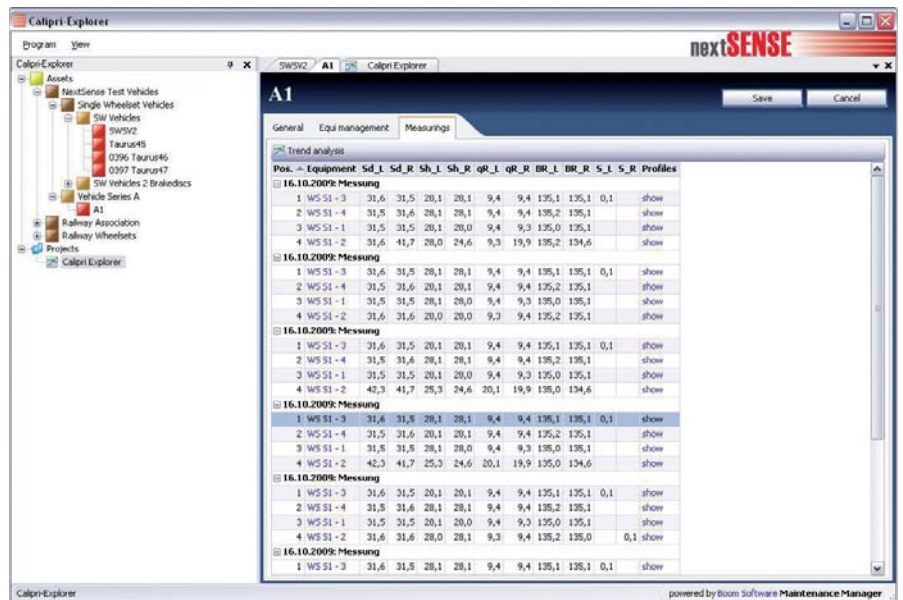 Calipri-Explorer
Program View
nextSENSE
Calipri-Explorer
SWSV2 A1 Calipri Explorer
Assets
NextSense Test Vehicles
Single Wheelset Vehicles
SW Vehicles
SWSV2
Taurus45
0396 Taurus46
0397 Taurus47
SW Vehicles 2 Brakediscs
Vehicle Series A
A1
Railway Association
Railway Wheelsets
Projects
Calipri Explorer
A1
Save Cancel
General Equi management Measurings
Trend analysis
Pos. Equipment Sd_L Sd_R Sh_L Sh_R qR_L qR_R BR_L BR_R S_L S_R Profiles
16.10.2009: Messung
1 WS S1 - 3 31,6 31,5 28,1 28,1 9,4 9,4 135,1 135,1 0,1 show
2 WS S1 - 4 31,5 31,6 28,1 28,1 9,4 9,4 135,2 135,1 show
3 WS S1 - 1 31,5 31,5 28,1 28,0 9,4 9,3 135,0 135,1 show
4 WS S1 - 2 31,6 41,7 28,0 24,6 9,3 19,9 135,2 134,6 show
16.10.2009: Messung
1 WS S1 - 3 31,6 31,5 28,1 28,1 9,4 9,4 135,1 135,1 0,1 show
2 WS S1 - 4 31,5 31,6 28,1 28,1 9,4 9,4 135,2 135,1 show
3 WS S1 - 1 31,5 31,5 28,1 28,0 9,4 9,3 135,0 135,1 show
4 WS S1 - 2 31,6 31,6 28,0 28,0 9,3 9,4 135,2 135,1 show
16.10.2009: Messung
1 WS S1 - 3 31,6 31,5 28,1 28,1 9,4 9,4 135,1 135,1 0,1 show
2 WS S1 - 4 31,5 31,6 28,1 28,1 9,4 9,4 135,2 135,1 show
3 WS S1 - 1 31,5 31,5 28,1 28,0 9,4 9,3 135,0 135,1 show
4 WS S1 - 2 42,3 41,7 25,3 24,6 20,1 19,9 135,0 134,6 show
16.10.2009: Messung
1 WS S1 - 3 31,6 31,5 28,1 28,1 9,4 9,4 135,1 135,1 0,1 show
2 WS S1 - 4 31,5 31,6 28,1 28,1 9,4 9,4 135,2 135,1 show
3 WS S1 - 1 31,5 31,5 28,1 28,0 9,4 9,3 135,0 135,1 show
4 WS S1 - 2 42,3 41,7 25,3 24,6 20,1 19,9 135,0 134,6 show
16.10.2009: Messung
1 WS S1 - 3 31,6 31,5 28,1 28,1 9,4 9,4 135,1 135,1 0,1 show
2 WS S1 - 4 31,5 31,6 28,1 28,1 9,4 9,4 135,2 135,1 show
3 WS S1 - 1 31,5 31,5 28,1 28,0 9,4 9,3 135,0 135,1 show
4 WS S1 - 2 31,6 31,6 28,0 28,1 9,3 9,4 135,2 135,0 0,1 show
16.10.2009: Messung
1 WS S1 - 3 31,6 31,5 28,1 28,1 9,4 9,4 135,1 135,1 0,1 show
Calipri-Explorer
powered by Boom Software Maintenance Manager